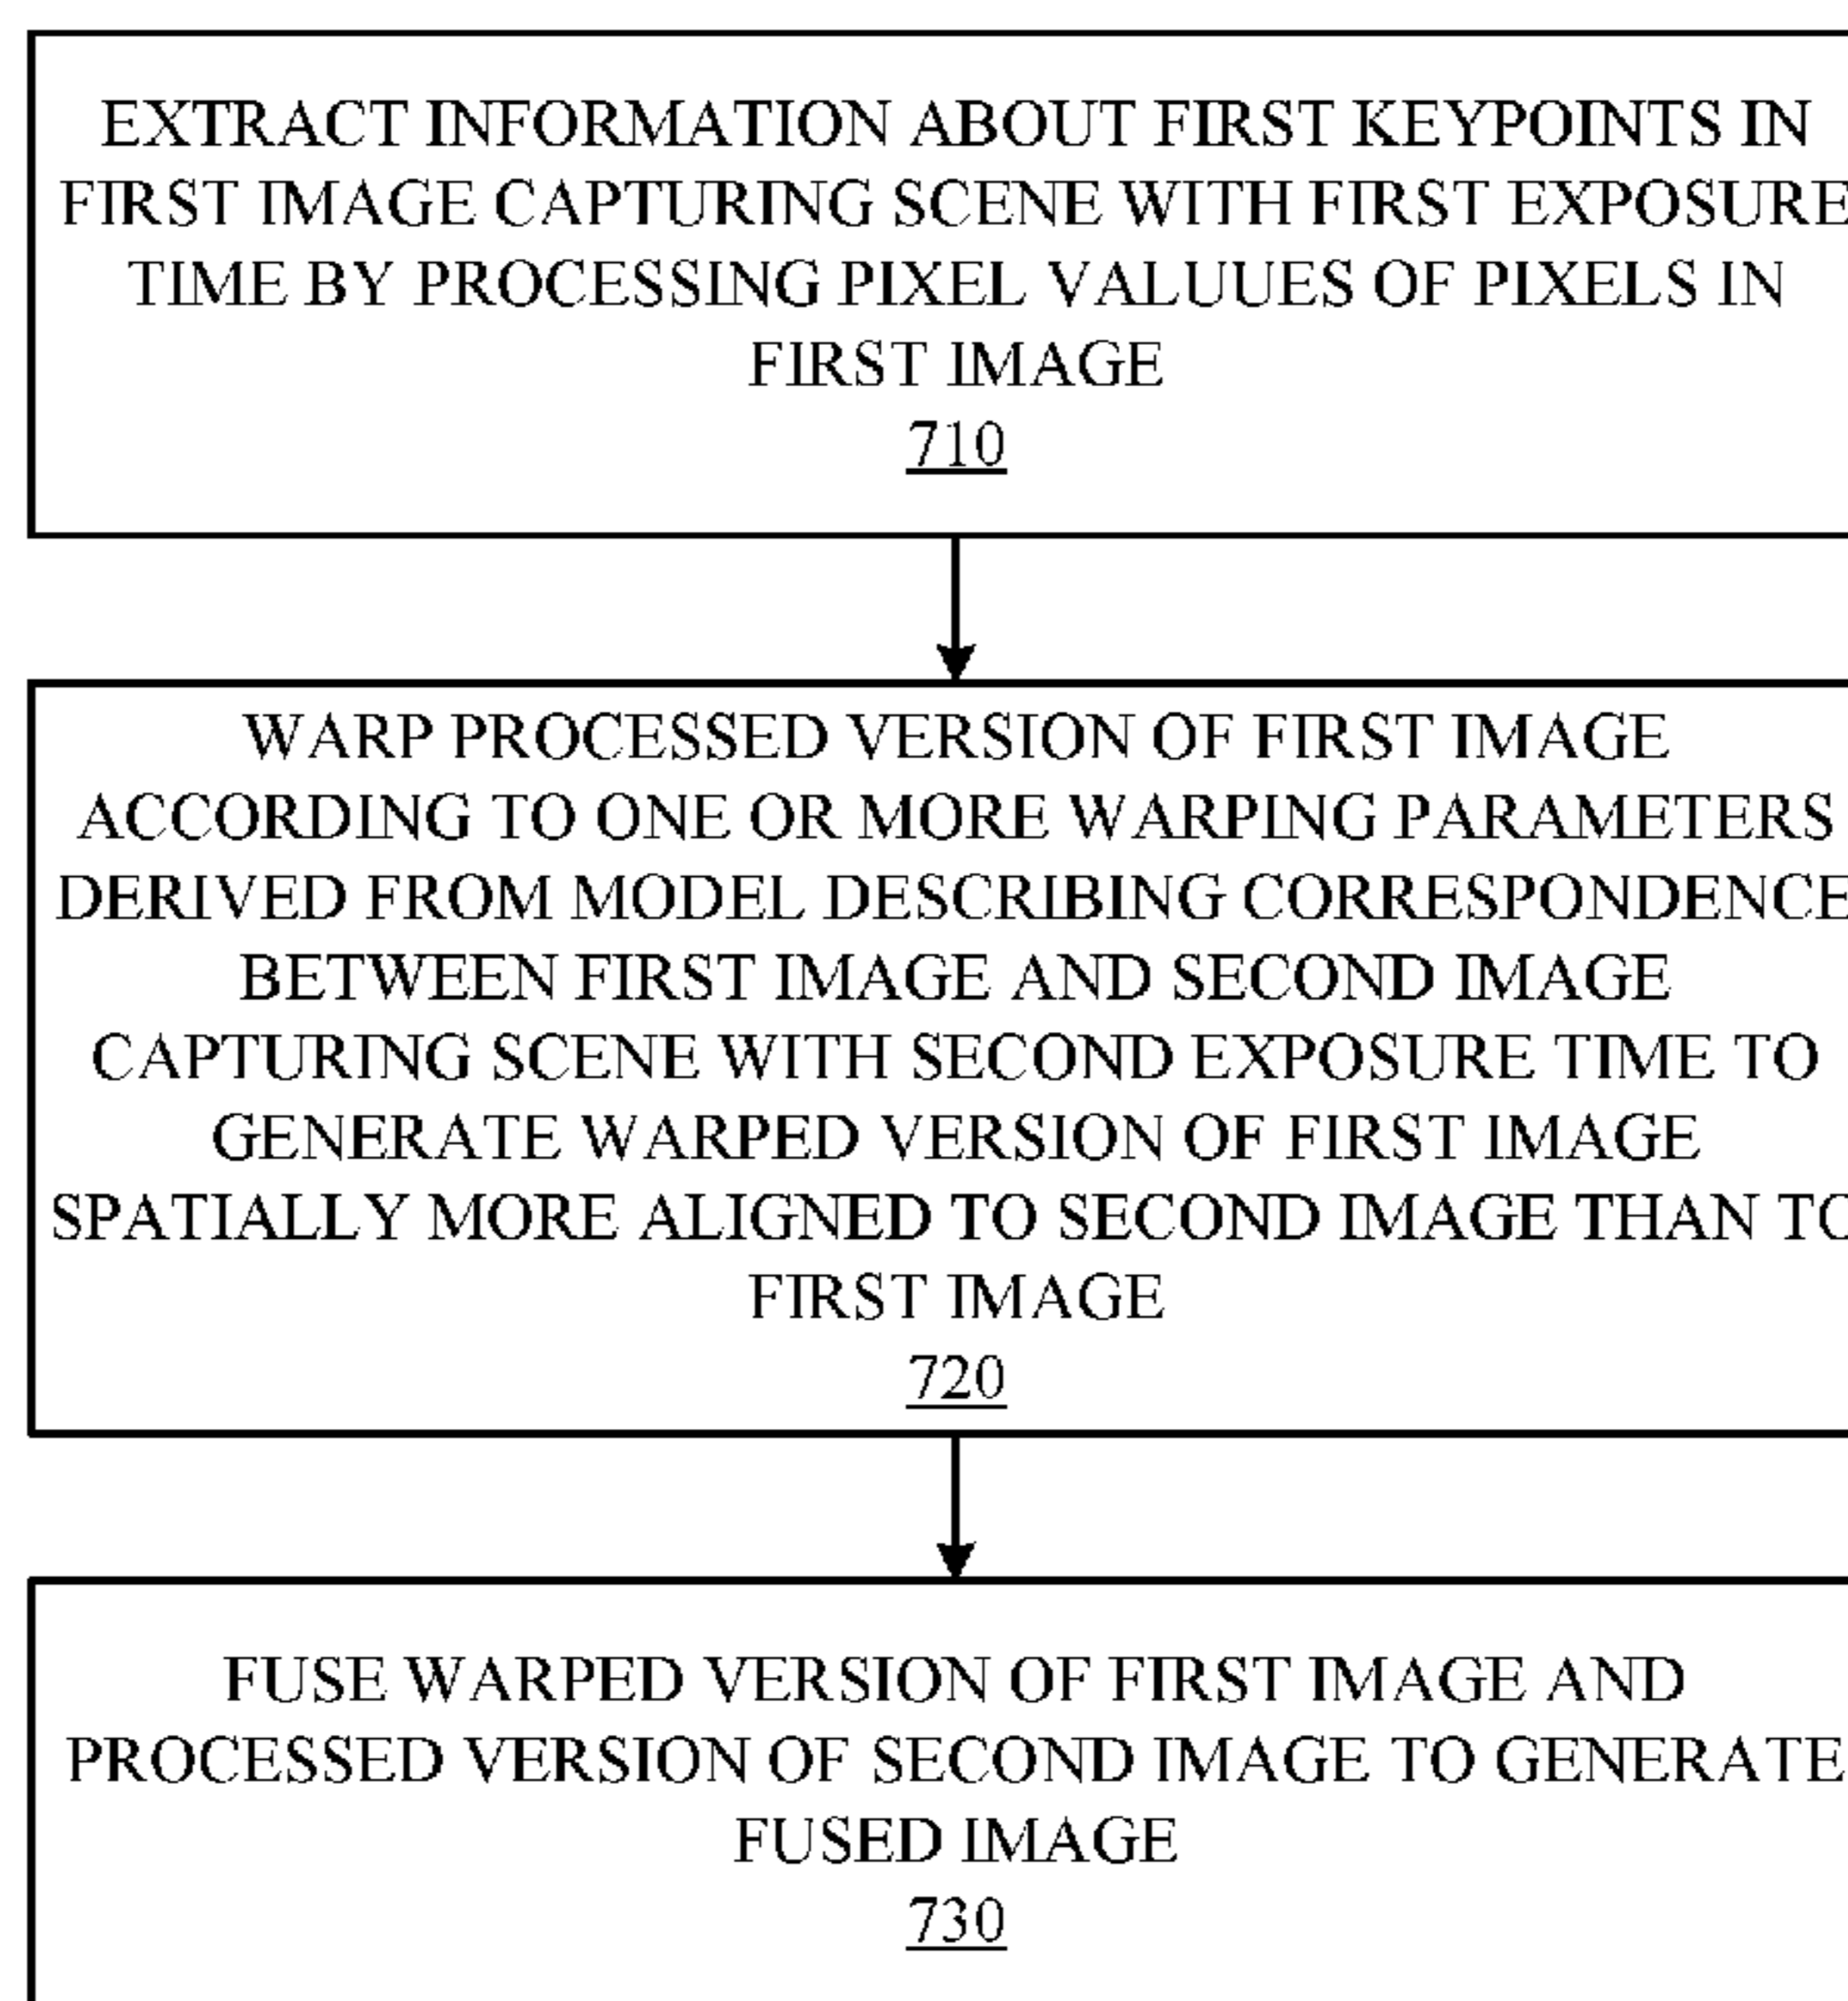 EXTRACT INFORMATION ABOUT FIRST KEYPOINTS IN
FIRST IMAGE CAPTURING SCENE WITH FIRST EXPOSURE
TIME BY PROCESSING PIXEL VALUUES OF PIXELS IN
FIRST IMAGE
710
WARP PROCESSED VERSION OF FIRST IMAGE
ACCORDING TO ONE OR MORE WARPING PARAMETERS
DERIVED FROM MODEL DESCRIBING CORRESPONDENCE
BETWEEN FIRST IMAGE AND SECOND IMAGE
CAPTURING SCENE WITH SECOND EXPOSURE TIME TO
GENERATE WARPED VERSION OF FIRST IMAGE
SPATIALLY MORE ALIGNED TO SECOND IMAGE THAN TO
FIRST IMAGE
720
FUSE WARPED VERSION OF FIRST IMAGE AND
PROCESSED VERSION OF SECOND IMAGE TO GENERATE
FUSED IMAGE
730